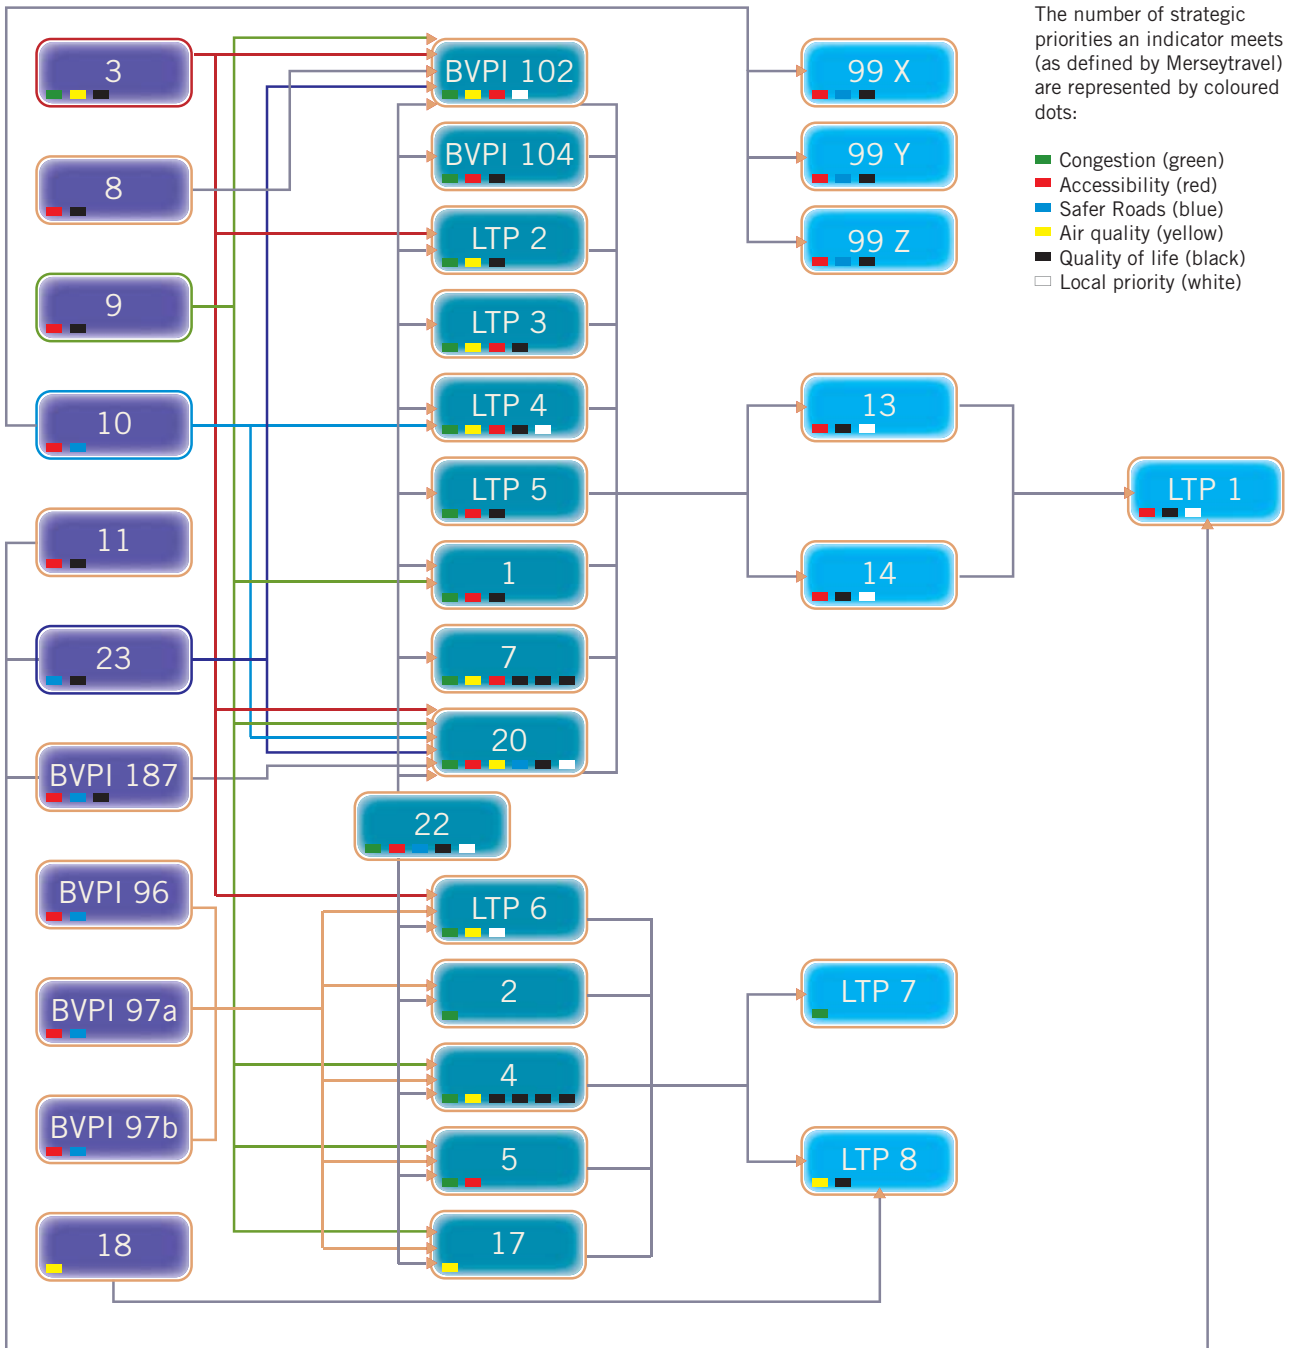 3
8
9
10
11
23
BVPI 187
BVPI 96
BVPI 97a
BVPI 97b
18
BVPI 102
BVPI 104
LTP 2
LTP 3
LTP 4
LTP 5
1
7
20
22
LTP 6
2
4
5
17
99 X
99 Y
99 Z
13
14
LTP 7
LTP 8
LTP 1
The number of strategic
priorities an indicator meets
(as defined by Merseytravel)
are represented by coloured
dots:
Congestion (green)
Accessibility (red)
Safer Roads (blue)
Air quality (yellow)
Quality of life (black)
Local priority (white)